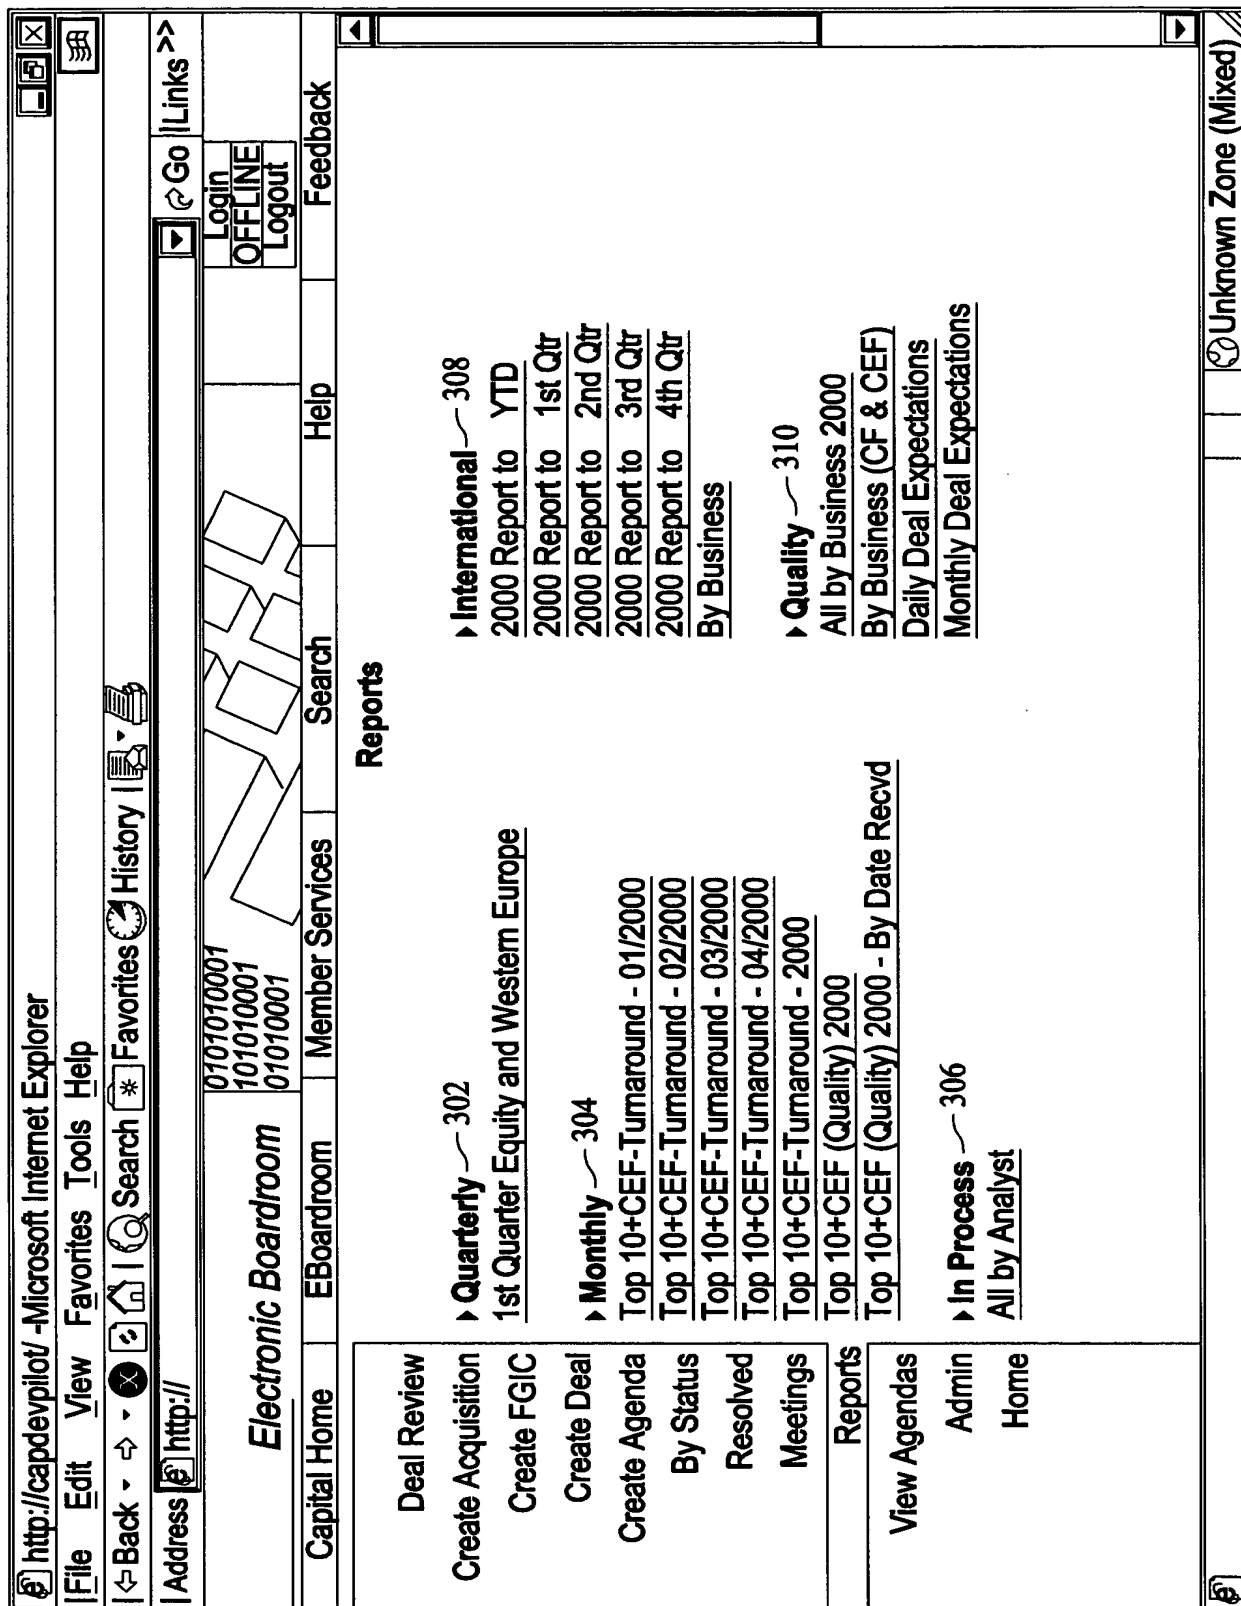 http://capdevpilot/ -Microsoft Internet Explorer
File Edit View Favorites Tools Help
Back Search Favorites History
Address http:// Go Links >>
Electronic Boardroom
0101010001
101010001
01010001
Login
OFFLINE
Logout
Capital Home EBoardroom Member Services Search Help Feedback
Deal Review
Create Acquisition
Create FGIC
Create Deal
Create Agenda
By Status
Resolved
Meetings
Reports
View Agendas
Admin
Home
Reports
Quarterly 302
1st Quarter Equity and Western Europe
Monthly 304
Top 10+CEF-Turnaround - 01/2000
Top 10+CEF-Turnaround - 02/2000
Top 10+CEF-Turnaround - 03/2000
Top 10+CEF-Turnaround - 04/2000
Top 10+CEF-Turnaround - 2000
Top 10+CEF (Quality) 2000
Top 10+CEF (Quality) 2000 - By Date Recvd
In Process 306
All by Analyst
International 308
2000 Report to YTD
2000 Report to 1st Qtr
2000 Report to 2nd Qtr
2000 Report to 3rd Qtr
2000 Report to 4th Qtr
By Business
Quality 310
All by Business 2000
By Business (CF & CEF)
Daily Deal Expectations
Monthly Deal Expectations
Unknown Zone (Mixed)